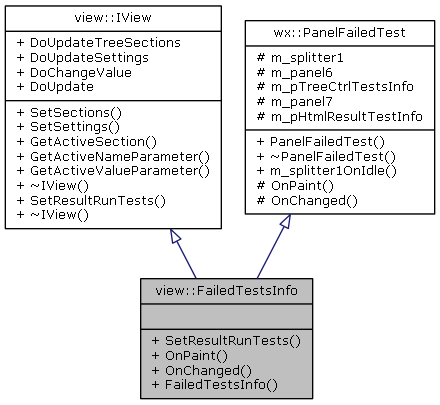 view::IView
+ DoUpdateTreeSections
+ DoUpdateSettings
+ DoChangeValue
+ DoUpdate
+ SetSections()
+ SetSettings()
+ GetActiveSection()
+ GetActiveNameParameter()
+ GetActiveValueParameter()
+ ~IView()
+ SetResultRunTests()
+ ~IView()
wx::PanelFailedTest
# m_splitter1
# m_panel6
# m_pTreeCtrlTestsInfo
# m_panel7
# m_pHtmlResultTestInfo
+ PanelFailedTest()
+ ~PanelFailedTest()
+ m_splitter1OnIdle()
# OnPaint()
# OnChanged()
view::FailedTestsInfo
+ SetResultRunTests()
+ OnPaint()
+ OnChanged()
+ FailedTestsInfo()